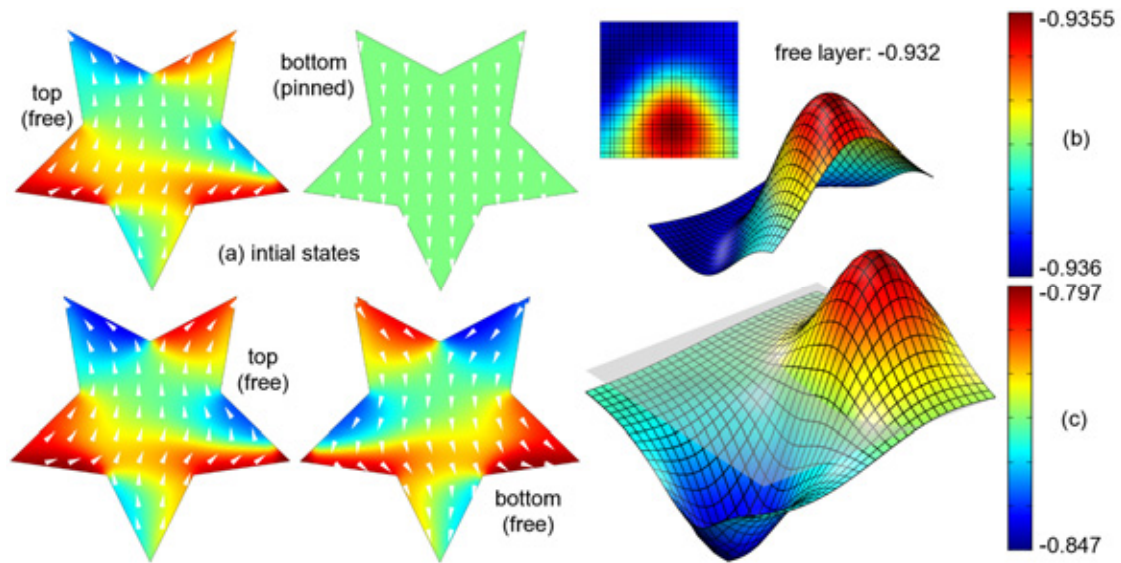 top
(free)
bottom
(pinned)
(a) intial states
top
(free)
bottom
(free)
free layer: -0.932
-0.9355
(b)
-0.936
-0.797
(c)
-0.847